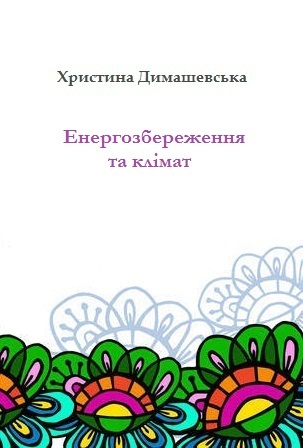 Христина Димашевська
Енергозбереження
та клімат